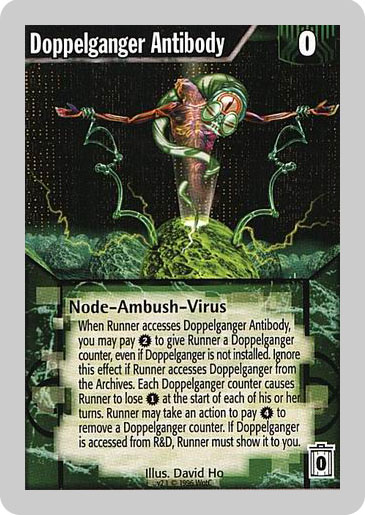 Doppelganger Antibody 0
Node-Ambush-Virus
When Runner accesses Doppelganger Antibody,
you may pay 2 to give Runner a Doppelganger
counter, even if Doppelganger is not installed. Ignore
this effect if Runner accesses Doppelganger from
the Archives. Each Doppelganger counter causes
Runner to lose 1 at the start of each of his or her
turns. Runner may take an action to pay 4 to
remove a Doppelganger counter. If Doppelganger
is accessed from R&D, Runner must show it to you.
0
Illus. David Ho
v2.1 © 1996 WotC